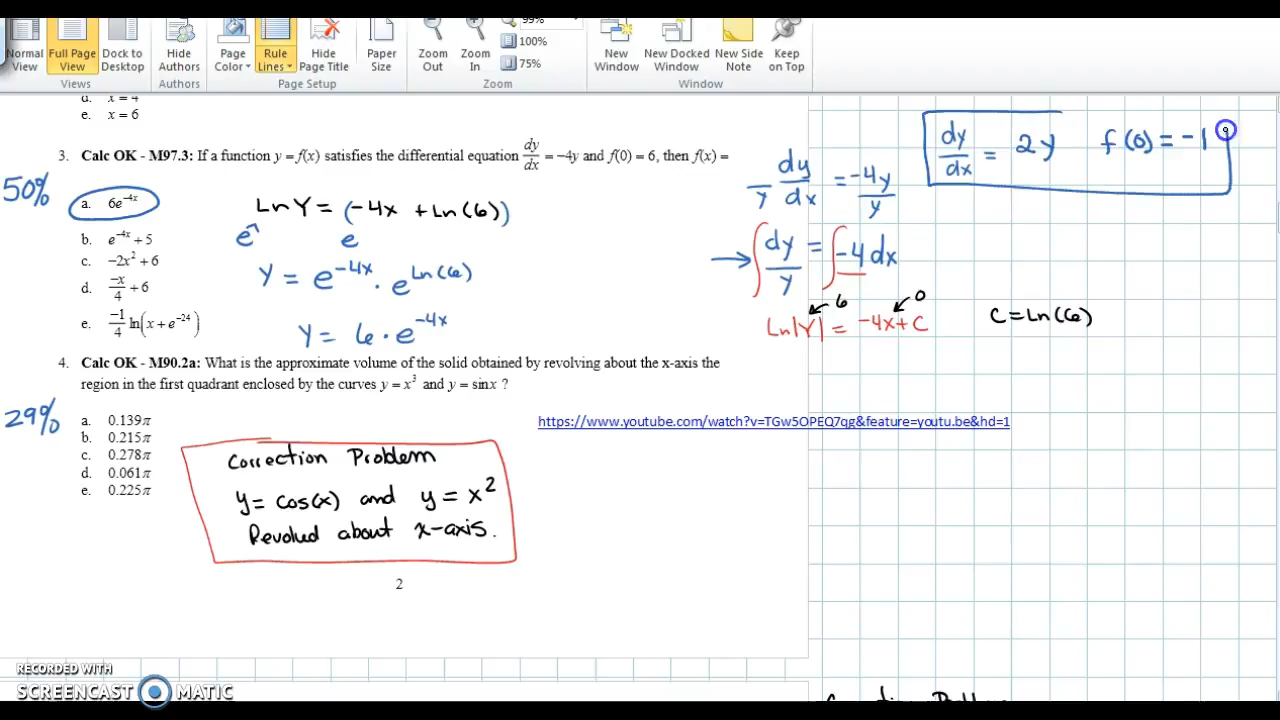 99%
Normal View
Full Page View
Dock to Desktop
Hide Authors
Page Color
Rule Lines
Hide Page Title
Paper Size
Zoom Out
Zoom In
100%
75%
New Window
New Docked Window
New Side Note
Keep on Top
Views
Authors
Page Setup
Zoom
Window
d. x = 4
e. x = 6
dy/dx = 2y f(0) = -1
3. Calc OK - M97.3: If a function y = f(x) satisfies the differential equation dy/dx = -4y and f(0) = 6, then f(x) =
50%
a. 6e^{-4x}
b. e^{-4x} + 5
c. -2x² + 6
d. -x/4 + 6
e. -1/4 ln(x + e^{-24})
Ln Y = (-4x + Ln(6))
e^ e
Y = e^{-4x} · e^{Ln(6)}
Y = 6 · e^{-4x}
dy/Y dx = -4y/y
→ ∫ dy/y = ∫ -4 dx
6 0
Ln|Y| = -4x + C
C = Ln(6)
4. Calc OK - M90.2a: What is the approximate volume of the solid obtained by revolving about the x-axis the
region in the first quadrant enclosed by the curves y = x³ and y = sin x ?
29%
a. 0.139π
b. 0.215π
c. 0.278π
d. 0.061π
e. 0.225π
https://www.youtube.com/watch?v=TGw5OPEQ7qg&feature=youtu.be&hd=1
Correction Problem
y = cos(x) and y = x²
Revolved about x-axis.
2
RECORDED WITH
SCREENCAST MATIC